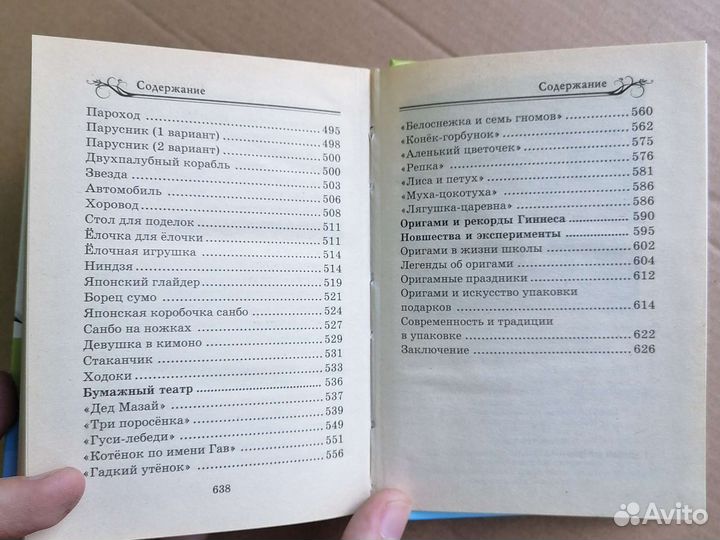 Содержание
Пароход 495
Парусник (1 вариант) 498
Парусник (2 вариант) 500
Двухпалубный корабль 500
Звезда 503
Автомобиль 506
Хоровод 508
Стол для поделок 511
Ёлочка для ёлочки 511
Ёлочная игрушка 514
Ниндзя 514
Японский глайдер 519
Борец сумо 521
Японская коробочка санбо 524
Санбо на ножках 527
Девушка в кимоно 529
Стаканчик 531
Ходоки 533
Бумажный театр 536
«Дед Мазай» 537
«Три поросёнка» 539
«Гуси-лебеди» 549
«Котёнок по имени Гав» 551
«Гадкий утёнок» 556
638
Содержание
«Белоснежка и семь гномов» 560
«Конёк-горбунок» 562
«Аленький цветочек» 575
«Репка» 576
«Лиса и петух» 581
«Муха-цокотуха» 586
«Лягушка-царевна» 586
Оригами и рекорды Гиннеса 590
Новшества и эксперименты 595
Оригами в жизни школы 602
Легенды об оригами 604
Оригамные праздники 612
Оригами и искусство упаковки
подарков 614
Современность и традиции
в упаковке 622
Заключение 626
Avito